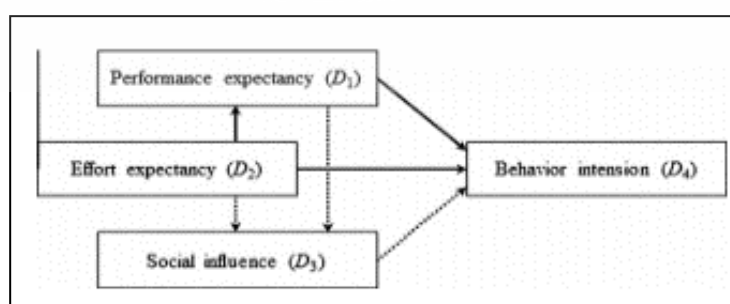 Performance expectancy (D1)
Effort expectancy (D2)
Behavior intension (D4)
Social influence (D3)